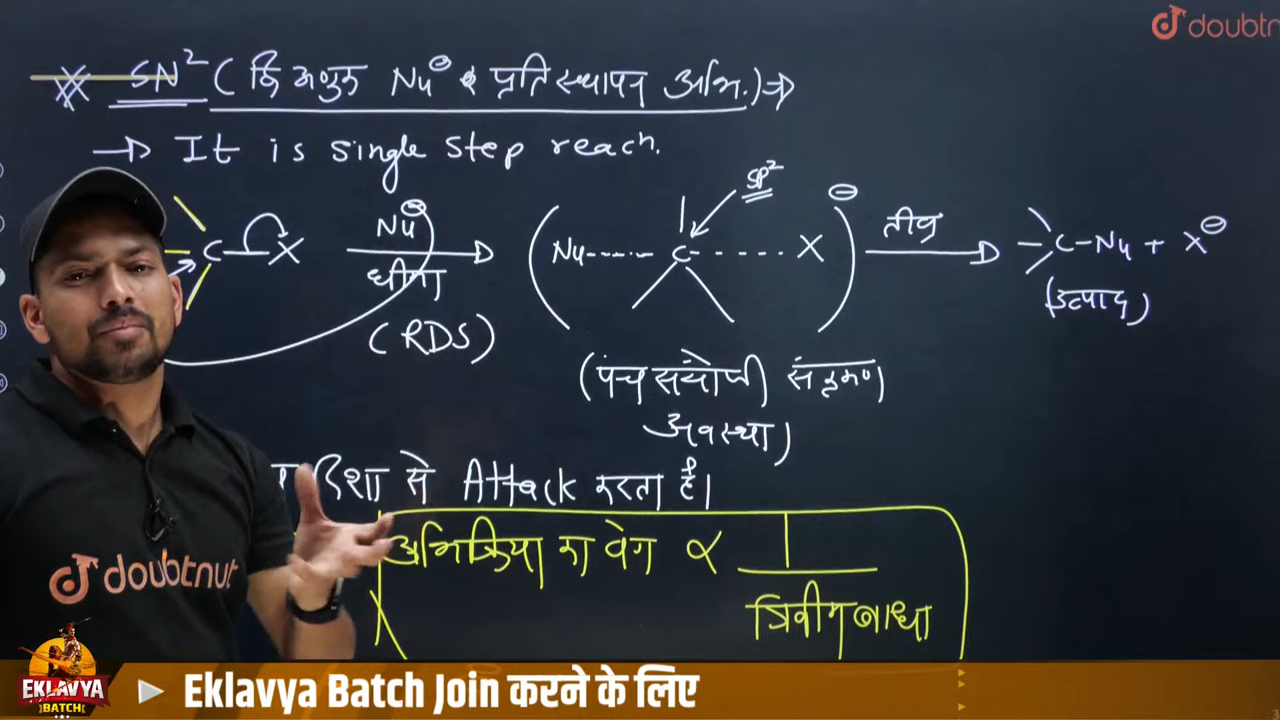 doubtn
SN² (द्वि अणुक Nu⊖ प्रतिस्थापन अभि.)⇒
→ It is single step reach.
C–X Nu⊖ धीमा (RDS)
(Nu-----C-----X)⊖ SP² तीव्र
C–Nu + X⊖
(उत्पाद)
(पंच संयोजी संक्रमण
अवस्था)
दिशा से Attack करता है।
अभिक्रिया का वेग ∝ 1
त्रिवीम बाधा
doubtnut
EKLAVYA
BATCH
Eklavya Batch Join करने के लिए